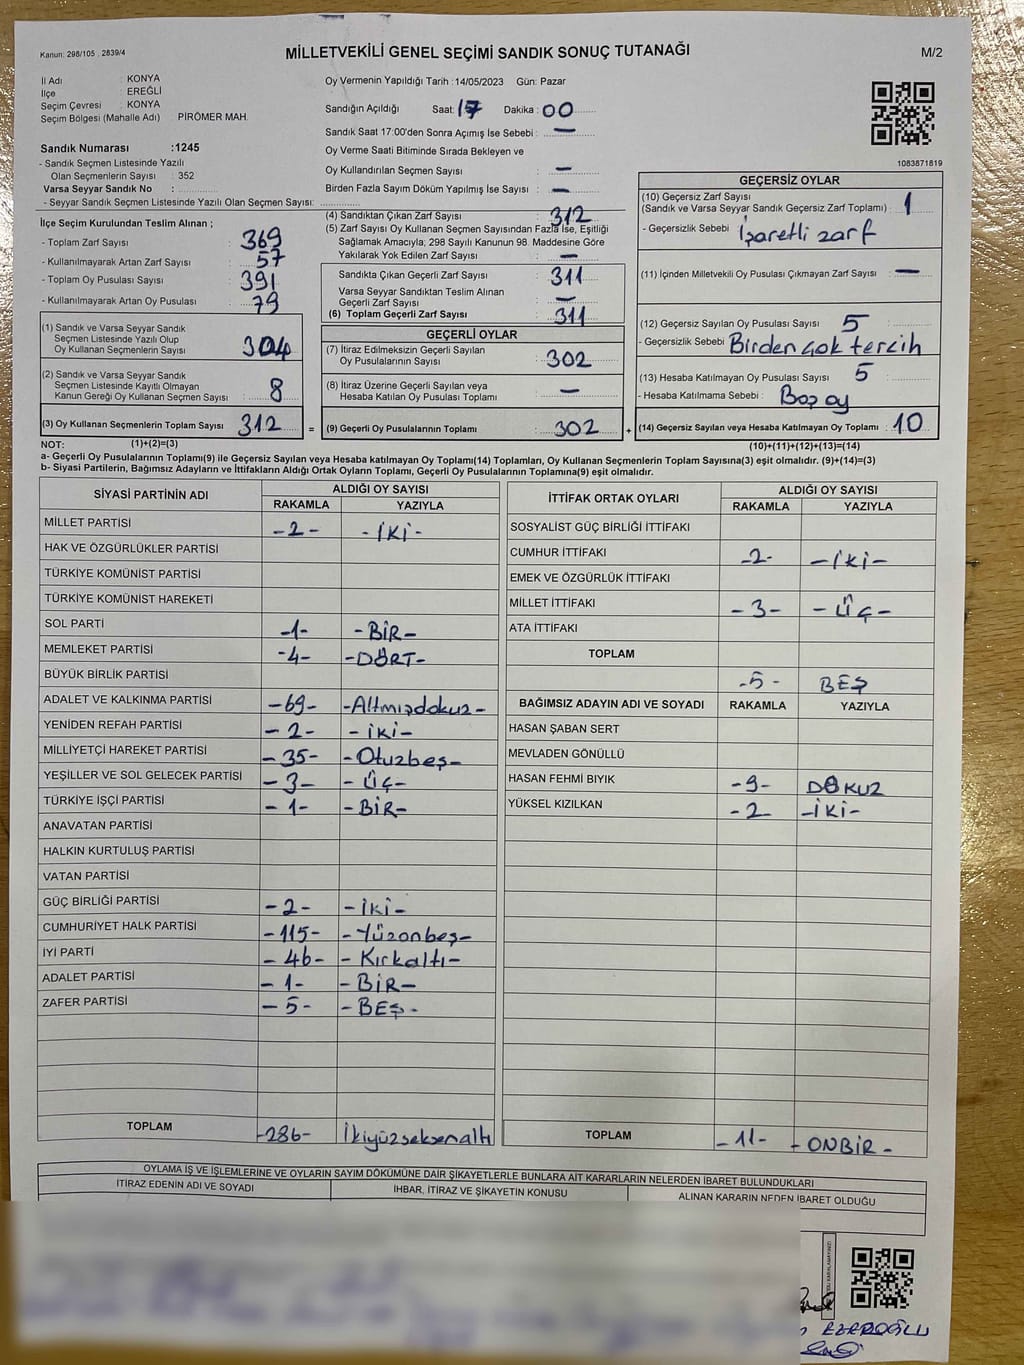 Kanun: 298/105 , 2839/4
MİLLETVEKİLİ GENEL SEÇİMİ SANDIK SONUÇ TUTANAĞI
M/2
İl Adı : KONYA
İlçe : EREĞLİ
Seçim Çevresi : KONYA
Seçim Bölgesi (Mahalle Adı) PİRÖMER MAH.
Sandık Numarası :1245
- Sandık Seçmen Listesinde Yazılı
Olan Seçmenlerin Sayısı : 352
Varsa Seyyar Sandık No :
- Seyyar Sandık Seçmen Listesinde Yazılı Olan Seçmen Sayısı:
Oy Vermenin Yapıldığı Tarih :14/05/2023 Gün: Pazar
Sandığın Açıldığı Saat: 17 Dakika : 00
Sandık Saat 17:00'den Sonra Açımış İse Sebebi : —
Oy Verme Saati Bitiminde Sırada Bekleyen ve
Oy Kullandırılan Seçmen Sayısı : —
Birden Fazla Sayım Döküm Yapılmış İse Sayısı : —
1083871819
İlçe Seçim Kurulundan Teslim Alınan ;
- Toplam Zarf Sayısı : 369
- Kullanılmayarak Artan Zarf Sayısı : 57
- Toplam Oy Pusulası Sayısı : 391
- Kullanılmayarak Artan Oy Pusulası : 79
(1) Sandık ve Varsa Seyyar Sandık
Seçmen Listesinde Yazılı Olup
Oy Kullanan Seçmenlerin Sayısı : 304
(2) Sandık ve Varsa Seyyar Sandık
Seçmen Listesinde Kayıtlı Olmayan
Kanun Gereği Oy Kullanan Seçmen Sayısı : 8
(3) Oy Kullanan Seçmenlerin Toplam Sayısı : 312
(4) Sandıktan Çıkan Zarf Sayısı : 312
(5) Zarf Sayısı Oy Kullanan Seçmen Sayısından Fazla İse, Eşitliği
Sağlamak Amacıyla; 298 Sayılı Kanunun 98. Maddesine Göre
Yakılarak Yok Edilen Zarf Sayısı : —
Sandıkta Çıkan Geçerli Zarf Sayısı : 311
Varsa Seyyar Sandıktan Teslim Alınan
Geçerli Zarf Sayısı : —
(6) Toplam Geçerli Zarf Sayısı : 311
GEÇERLİ OYLAR
(7) İtiraz Edilmeksizin Geçerli Sayılan
Oy Pusulalarının Sayısı : 302
(8) İtiraz Üzerine Geçerli Sayılan veya
Hesaba Katılan Oy Pusulası Toplamı : —
= (9) Geçerli Oy Pusulalarının Toplamı : 302 +
GEÇERSİZ OYLAR
(10) Geçersiz Zarf Sayısı
(Sandık ve Varsa Seyyar Sandık Geçersiz Zarf Toplamı) : 1
- Geçersizlik Sebebi : İşaretli zarf
(11) İçinden Milletvekili Oy Pusulası Çıkmayan Zarf Sayısı : —
(12) Geçersiz Sayılan Oy Pusulası Sayısı : 5
- Geçersizlik Sebebi : Birden çok tercih
(13) Hesaba Katılmayan Oy Pusulası Sayısı : 5
- Hesaba Katılmama Sebebi : Boş oy
(14) Geçersiz Sayılan veya Hesaba Katılmayan Oy Toplamı : 10
NOT: (1)+(2)=(3) (10)+(11)+(12)+(13)=(14)
a- Geçerli Oy Pusulalarının Toplamı(9) ile Geçersiz Sayılan veya Hesaba Katılmayan Oy Toplamı(14) Toplamları, Oy Kullanan Seçmenlerin Toplam Sayısına(3) eşit olmalıdır. (9)+(14)=(3)
b- Siyasi Partilerin, Bağımsız Adayların ve İttifakların Aldığı Ortak Oyların Toplamı, Geçerli Oy Pusulalarının Toplamına(9) eşit olmalıdır.
SİYASİ PARTİNİN ADI ALDIĞI OY SAYISI
RAKAMLA YAZIYLA
MİLLET PARTİSİ -2- -İKİ-
HAK VE ÖZGÜRLÜKLER PARTİSİ
TÜRKİYE KOMÜNİST PARTİSİ
TÜRKİYE KOMÜNİST HAREKETİ
SOL PARTİ -1- -BİR-
MEMLEKET PARTİSİ -4- -DÖRT-
BÜYÜK BİRLİK PARTİSİ
ADALET VE KALKINMA PARTİSİ -69- -Altmışdokuz-
YENİDEN REFAH PARTİSİ -2- -İKİ-
MİLLİYETÇİ HAREKET PARTİSİ -35- -Otuzbeş-
YEŞİLLER VE SOL GELECEK PARTİSİ -3- -ÜÇ-
TÜRKİYE İŞÇİ PARTİSİ -1- -BİR-
ANAVATAN PARTİSİ
HALKIN KURTULUŞ PARTİSİ
VATAN PARTİSİ
GÜÇ BİRLİĞİ PARTİSİ -2- -İKİ-
CUMHURİYET HALK PARTİSİ -115- -Yüzonbeş-
İYİ PARTİ -46- -Kırkaltı-
ADALET PARTİSİ -1- -BİR-
ZAFER PARTİSİ -5- -BEŞ-
TOPLAM -286- İkiyüzseksenaltı
İTTİFAK ORTAK OYLARI ALDIĞI OY SAYISI
RAKAMLA YAZIYLA
SOSYALİST GÜÇ BİRLİĞİ İTTİFAKI
CUMHUR İTTİFAKI -2- -İKİ-
EMEK VE ÖZGÜRLÜK İTTİFAKI
MİLLET İTTİFAKI -3- -ÜÇ-
ATA İTTİFAKI
TOPLAM -5- BEŞ
BAĞIMSIZ ADAYIN ADI VE SOYADI RAKAMLA YAZIYLA
HASAN ŞABAN SERT
MEVLADEN GÖNÜLLÜ
HASAN FEHMİ BIYIK -9- DOKUZ
YÜKSEL KIZILKAN -2- -İKİ-
TOPLAM -11- -ONBİR-
OYLAMA İŞ VE İŞLEMLERİNE VE OYLARIN SAYIM DÖKÜMÜNE DAİR ŞİKAYETLERLE BUNLARA AİT KARARLARIN NELERDEN İBARET BULUNDUKLARI
İTİRAZ EDENİN ADI VE SOYADI İHBAR, İTİRAZ VE ŞİKAYETİN KONUSU ALINAN KARARIN NEDEN İBARET OLDUĞU